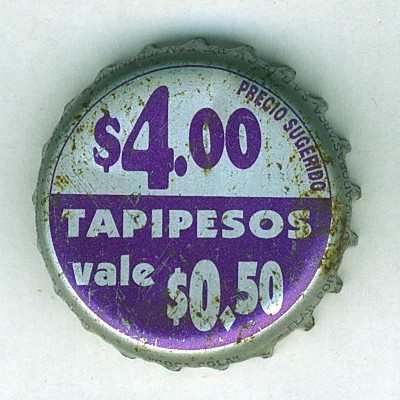 $4.00
PRECIO SUGERIDO
TAPIPESOS
vale $0,50